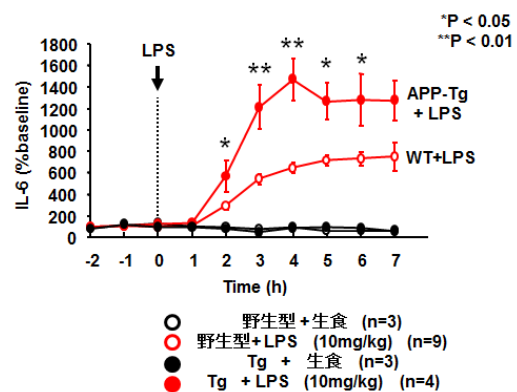 *P < 0.05
**P < 0.01
LPS
IL-6 (%baseline)
1800
1600
1400
1200
1000
800
600
400
200
0
* ** ** * *
APP-Tg
+ LPS
WT+LPS
-2 -1 0 1 2 3 4 5 6 7
Time (h)
野生型 + 生食 (n=3)
野生型+LPS (10mg/kg) (n=9)
Tg + 生食 (n=3)
Tg + LPS (10mg/kg) (n=4)